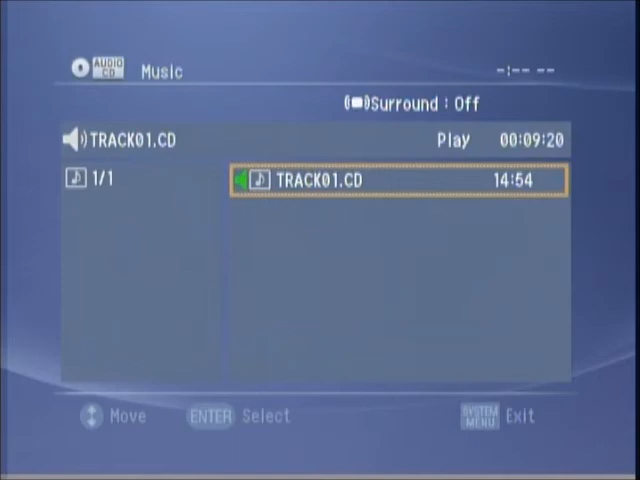 AUDIO CD Music -:-- --
Surround : Off
TRACK01.CD Play 00:09:20
1/1 TRACK01.CD 14:54
Move ENTER Select SYSTEM MENU Exit